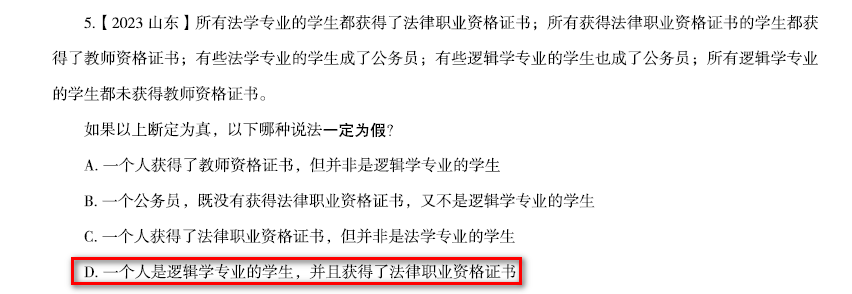 5.【2023 山东】所有法学专业的学生都获得了法律职业资格证书；所有获得法律职业资格证书的学生都获
得了教师资格证书；有些法学专业的学生成了公务员；有些逻辑学专业的学生也成了公务员；所有逻辑学专业
的学生都未获得教师资格证书。
如果以上断定为真，以下哪种说法一定为假？
A. 一个人获得了教师资格证书，但并非是逻辑学专业的学生
B. 一个公务员，既没有获得法律职业资格证书，又不是逻辑学专业的学生
C. 一个人获得了法律职业资格证书，但并非是法学专业的学生
D. 一个人是逻辑学专业的学生，并且获得了法律职业资格证书